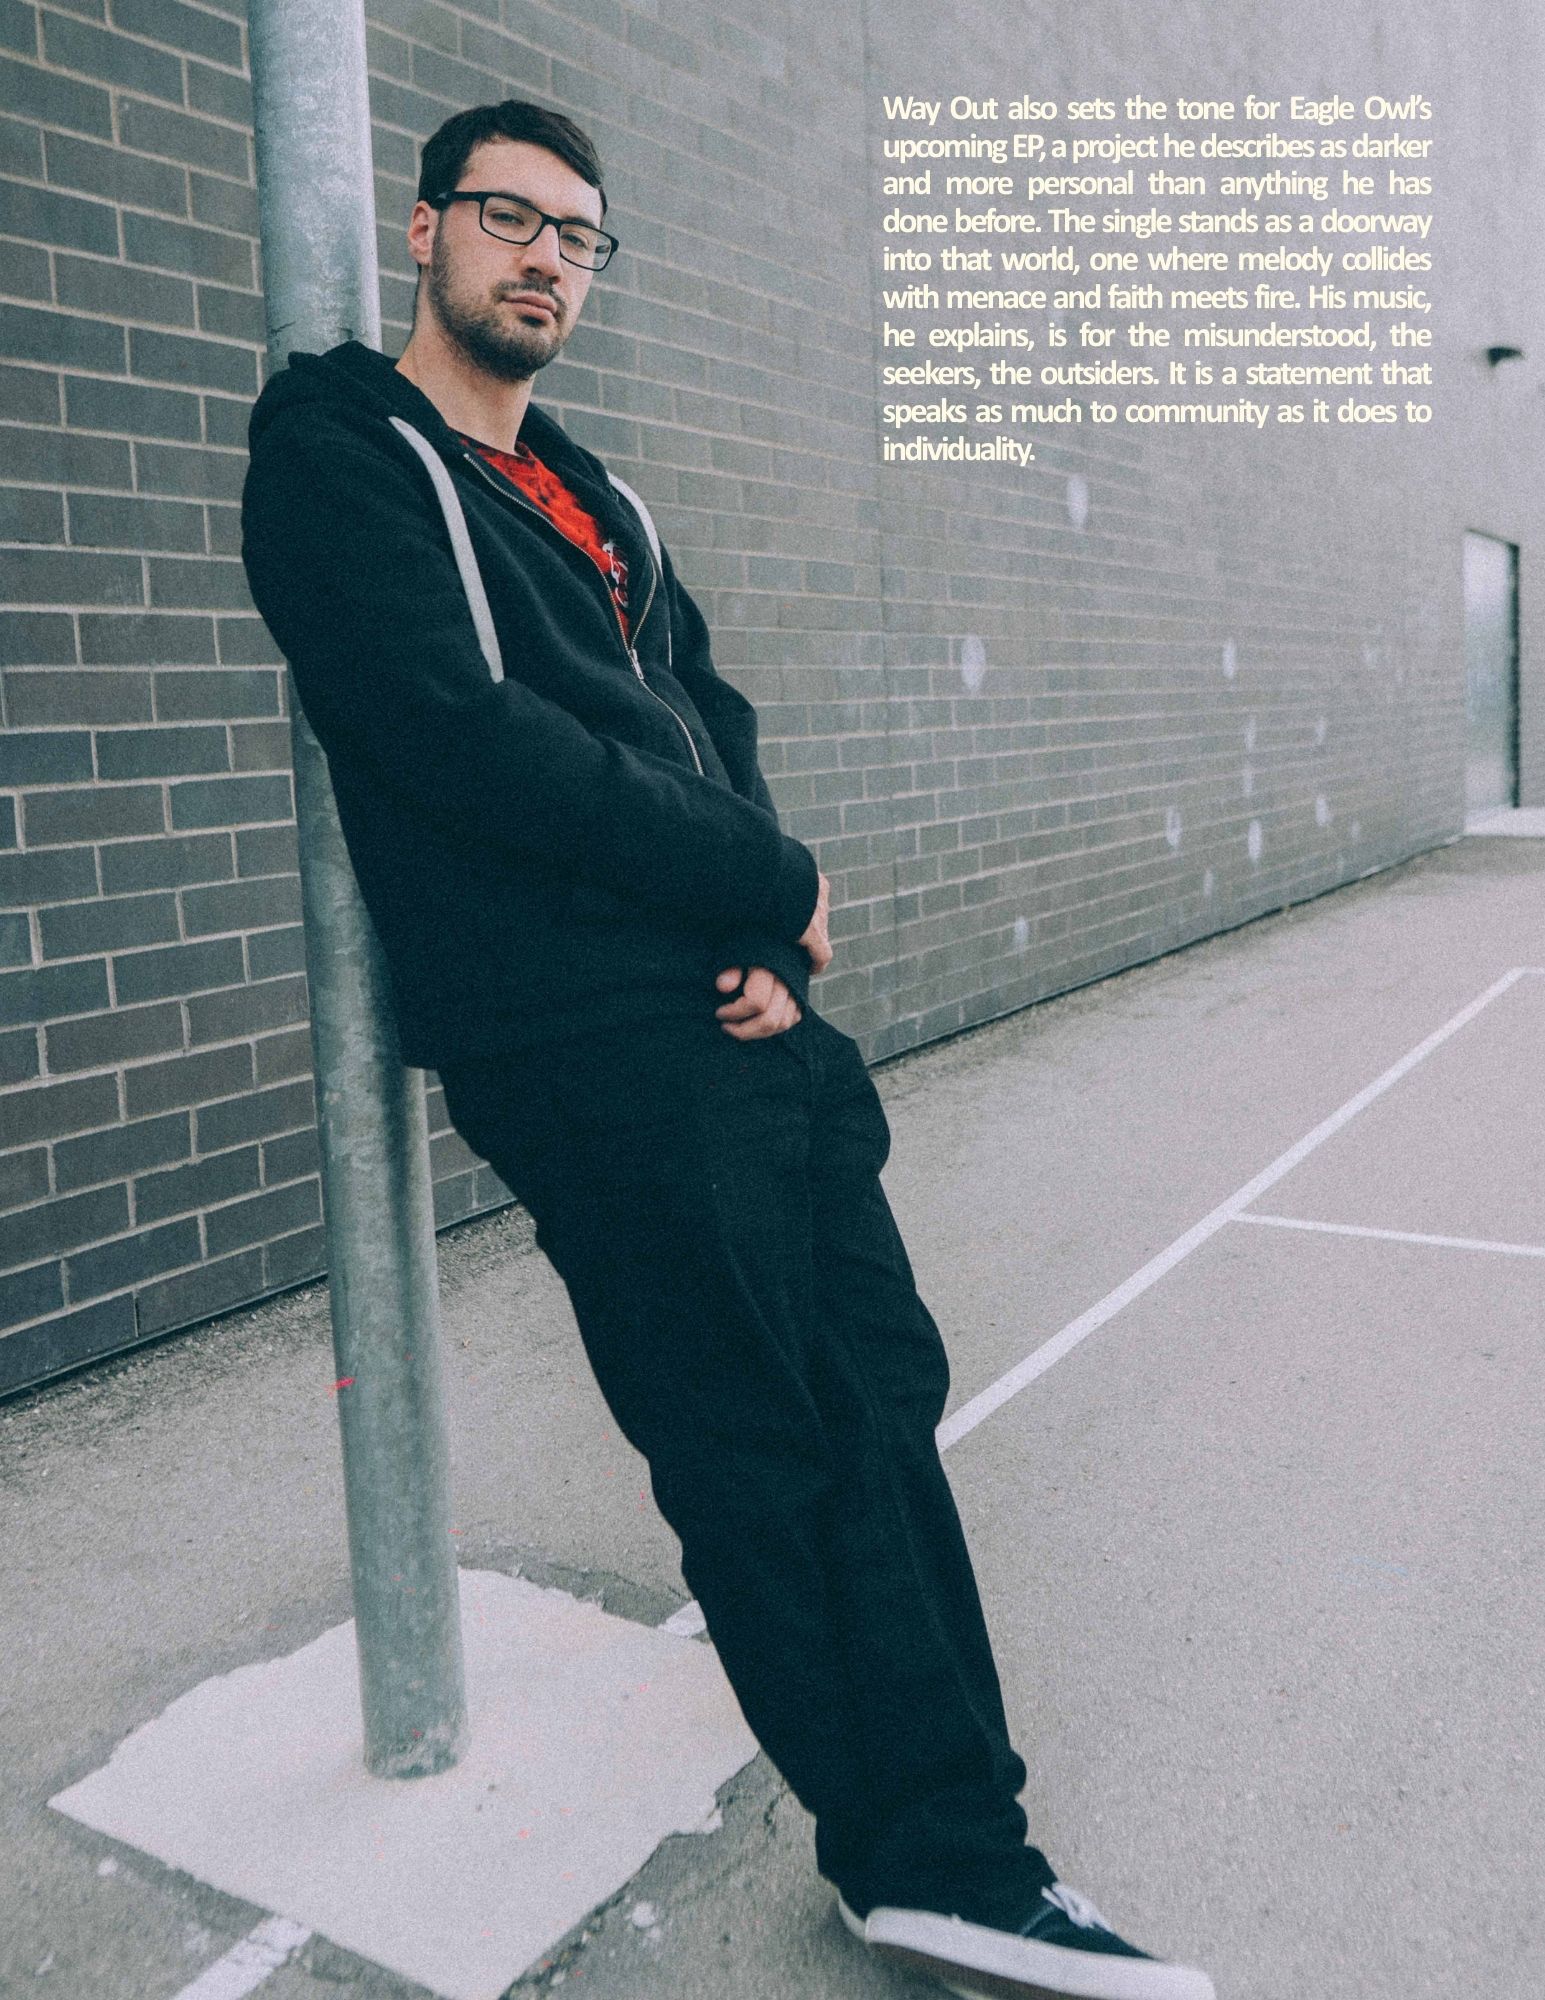 Way Out also sets the tone for Eagle Owl's
upcoming EP, a project he describes as darker
and more personal than anything he has
done before. The single stands as a doorway
into that world, one where melody collides
with menace and faith meets fire. His music,
he explains, is for the misunderstood, the
seekers, the outsiders. It is a statement that
speaks as much to community as it does to
individuality.